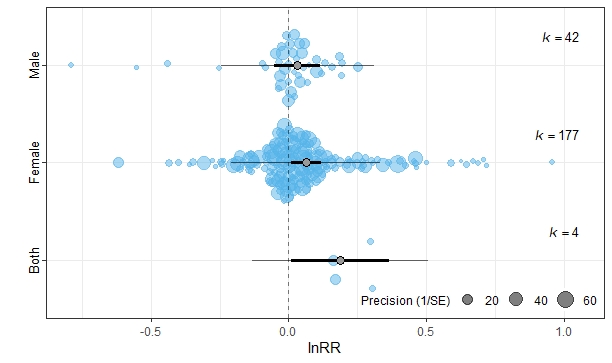 k = 42
Male
k = 177
Female
k = 4
Both
Precision (1/SE) 20 40 60
-0.5 0.0 0.5 1.0
lnRR